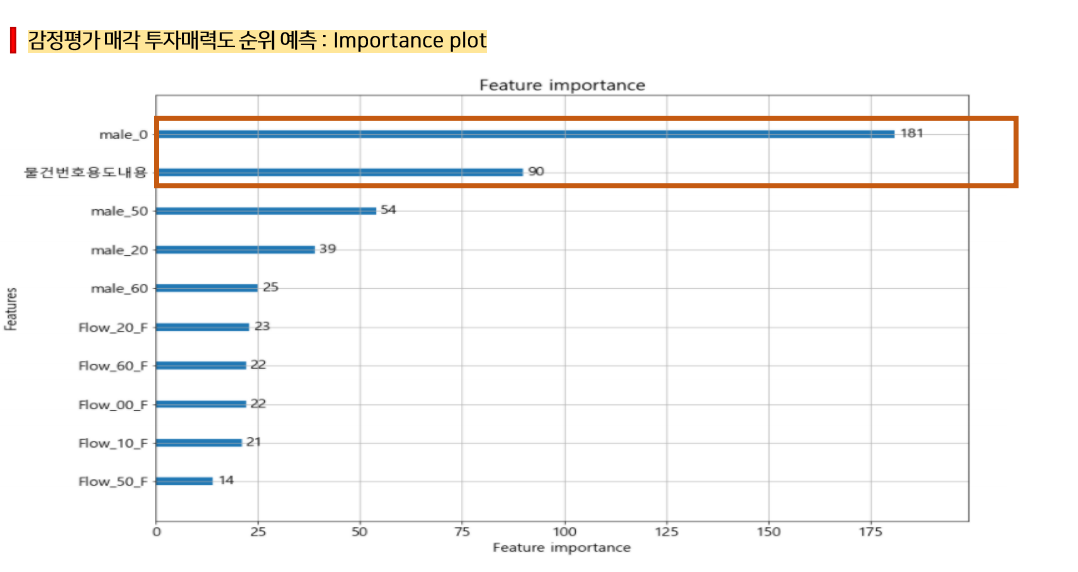 감정평가 매각 투자매력도 순위 예측 : Importance plot
Feature importance
male_0
181
물건번호용도내용
90
male_50
54
male_20
39
male_60
25
Flow_20_F
23
Flow_60_F
22
Flow_00_F
22
Flow_10_F
21
Flow_50_F
14
Features
0 25 50 75 100 125 150 175
Feature importance